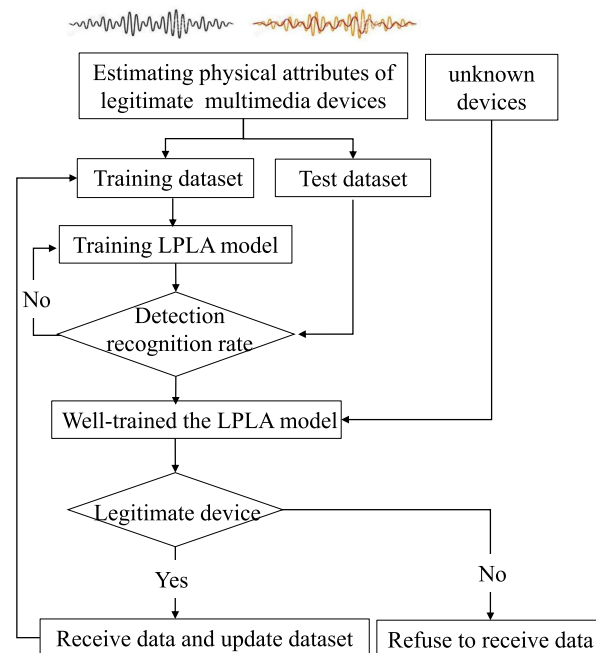 Estimating physical attributes of
legitimate multimedia devices
unknown
devices
Training dataset
Test dataset
Training LPLA model
No
Detection
recognition rate
Well-trained the LPLA model
Legitimate device
Yes
No
Receive data and update dataset
Refuse to receive data